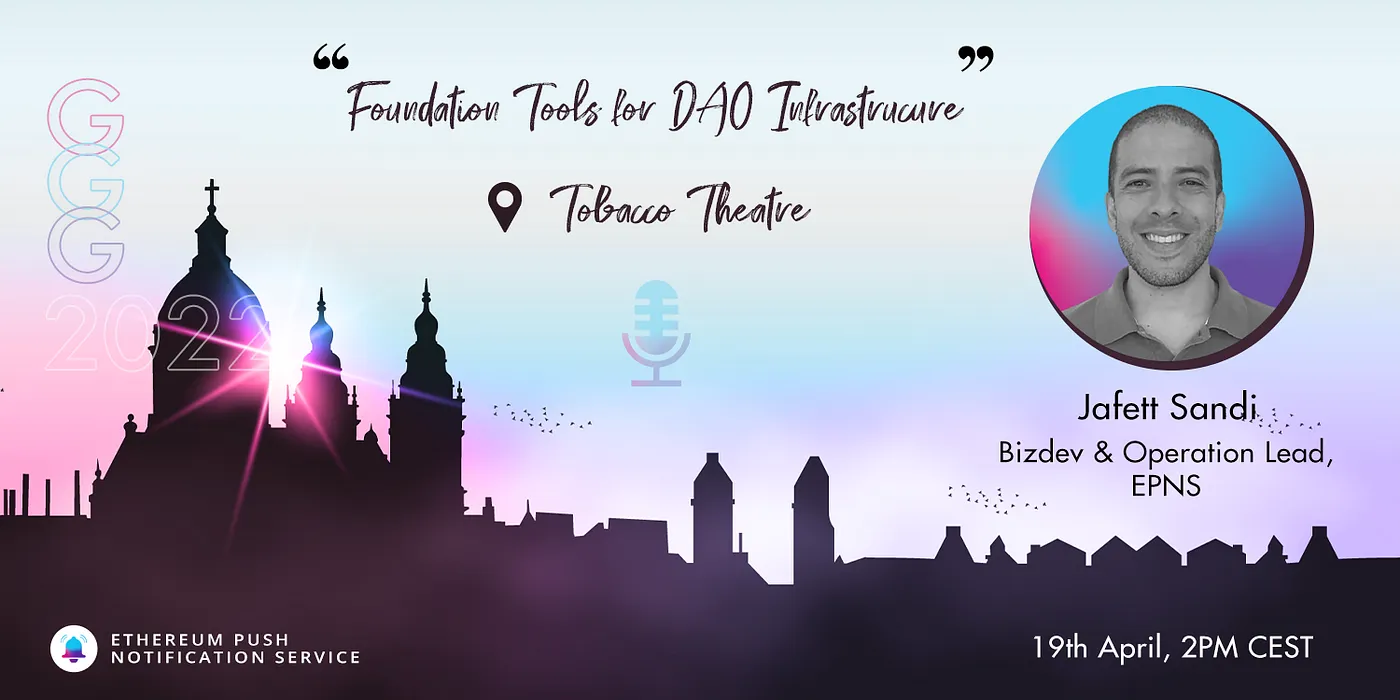 G
G
G
2022
“Foundation Tools for DAO Infrastrucure”
Tobacco Theatre
Jafett Sandi
Bizdev & Operation Lead,
EPNS
ETHEREUM PUSH
NOTIFICATION SERVICE
19th April, 2PM CEST